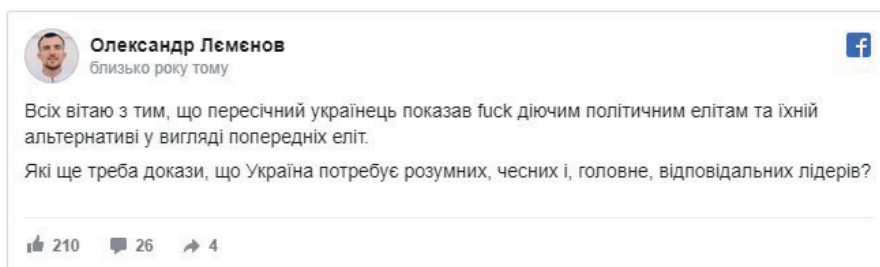 Олександр Лємєнов
близько року тому
Всіх вітаю з тим, що пересічний українець показав fuck діючим політичним елітам та їхній
альтернативі у вигляді попередніх еліт.
Які ще треба докази, що Україна потребує розумних, чесних і, головне, відповідальних лідерів?
210 26 4